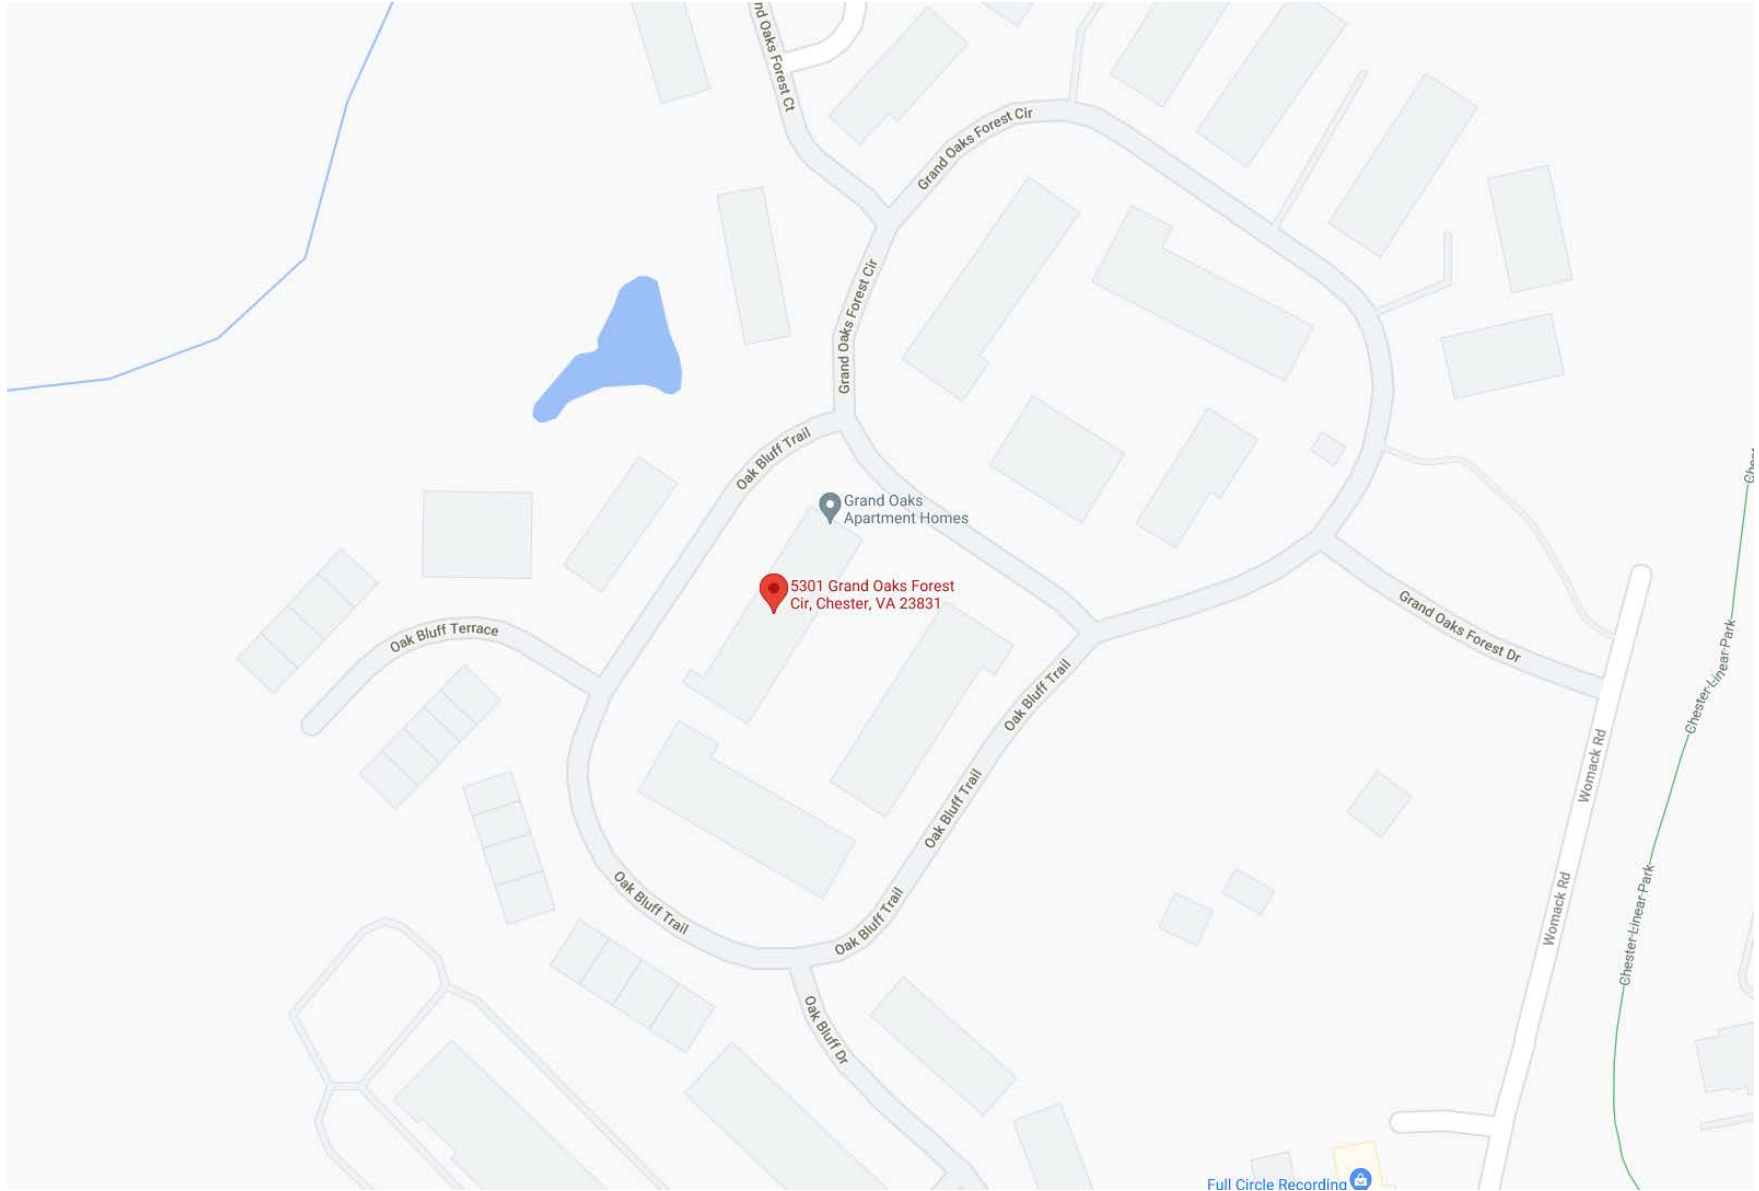 nd Oaks Forest Ct
Grand Oaks Forest Cir
Grand Oaks Forest Cir
Oak Bluff Trail
Grand Oaks
Apartment Homes
5301 Grand Oaks Forest
Cir, Chester, VA 23831
Oak Bluff Terrace
Grand Oaks Forest Dr
Oak Bluff Trail
Chester Linear Park
Womack Rd
Oak Bluff Trail
Oak Bluff Trail
Oak Bluff Trail
Womack Rd
Chester Linear Park
Oak Bluff Dr
Full Circle Recording